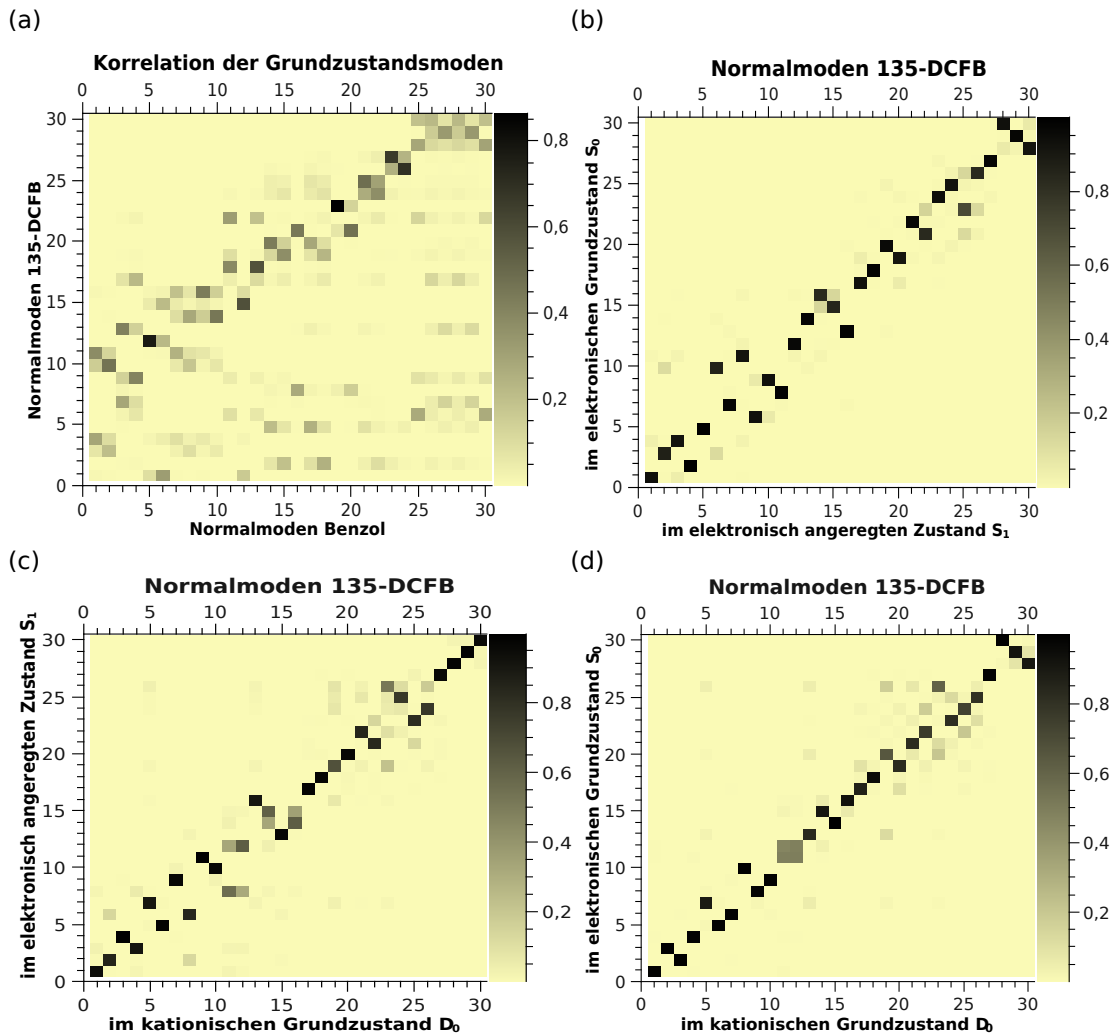 (a)
Korrelation der Grundzustandsmoden
0 5 10 15 20 25 30
Normalmoden 135-DCFB
30
25
20
15
10
5
0
0,8
0,6
0,4
0,2
0 5 10 15 20 25 30
Normalmoden Benzol
(b)
Normalmoden 135-DCFB
0 5 10 15 20 25 30
im elektronischen Grundzustand S₀
30
25
20
15
10
5
0
0,8
0,6
0,4
0,2
0 5 10 15 20 25 30
im elektronisch angeregten Zustand S₁
(c)
Normalmoden 135-DCFB
0 5 10 15 20 25 30
im elektronisch angeregten Zustand S₁
30
25
20
15
10
5
0
0,8
0,6
0,4
0,2
0 5 10 15 20 25 30
im kationischen Grundzustand D₀
(d)
Normalmoden 135-DCFB
0 5 10 15 20 25 30
im elektronischen Grundzustand S₀
30
25
20
15
10
5
0
0,8
0,6
0,4
0,2
0 5 10 15 20 25 30
im kationischen Grundzustand D₀